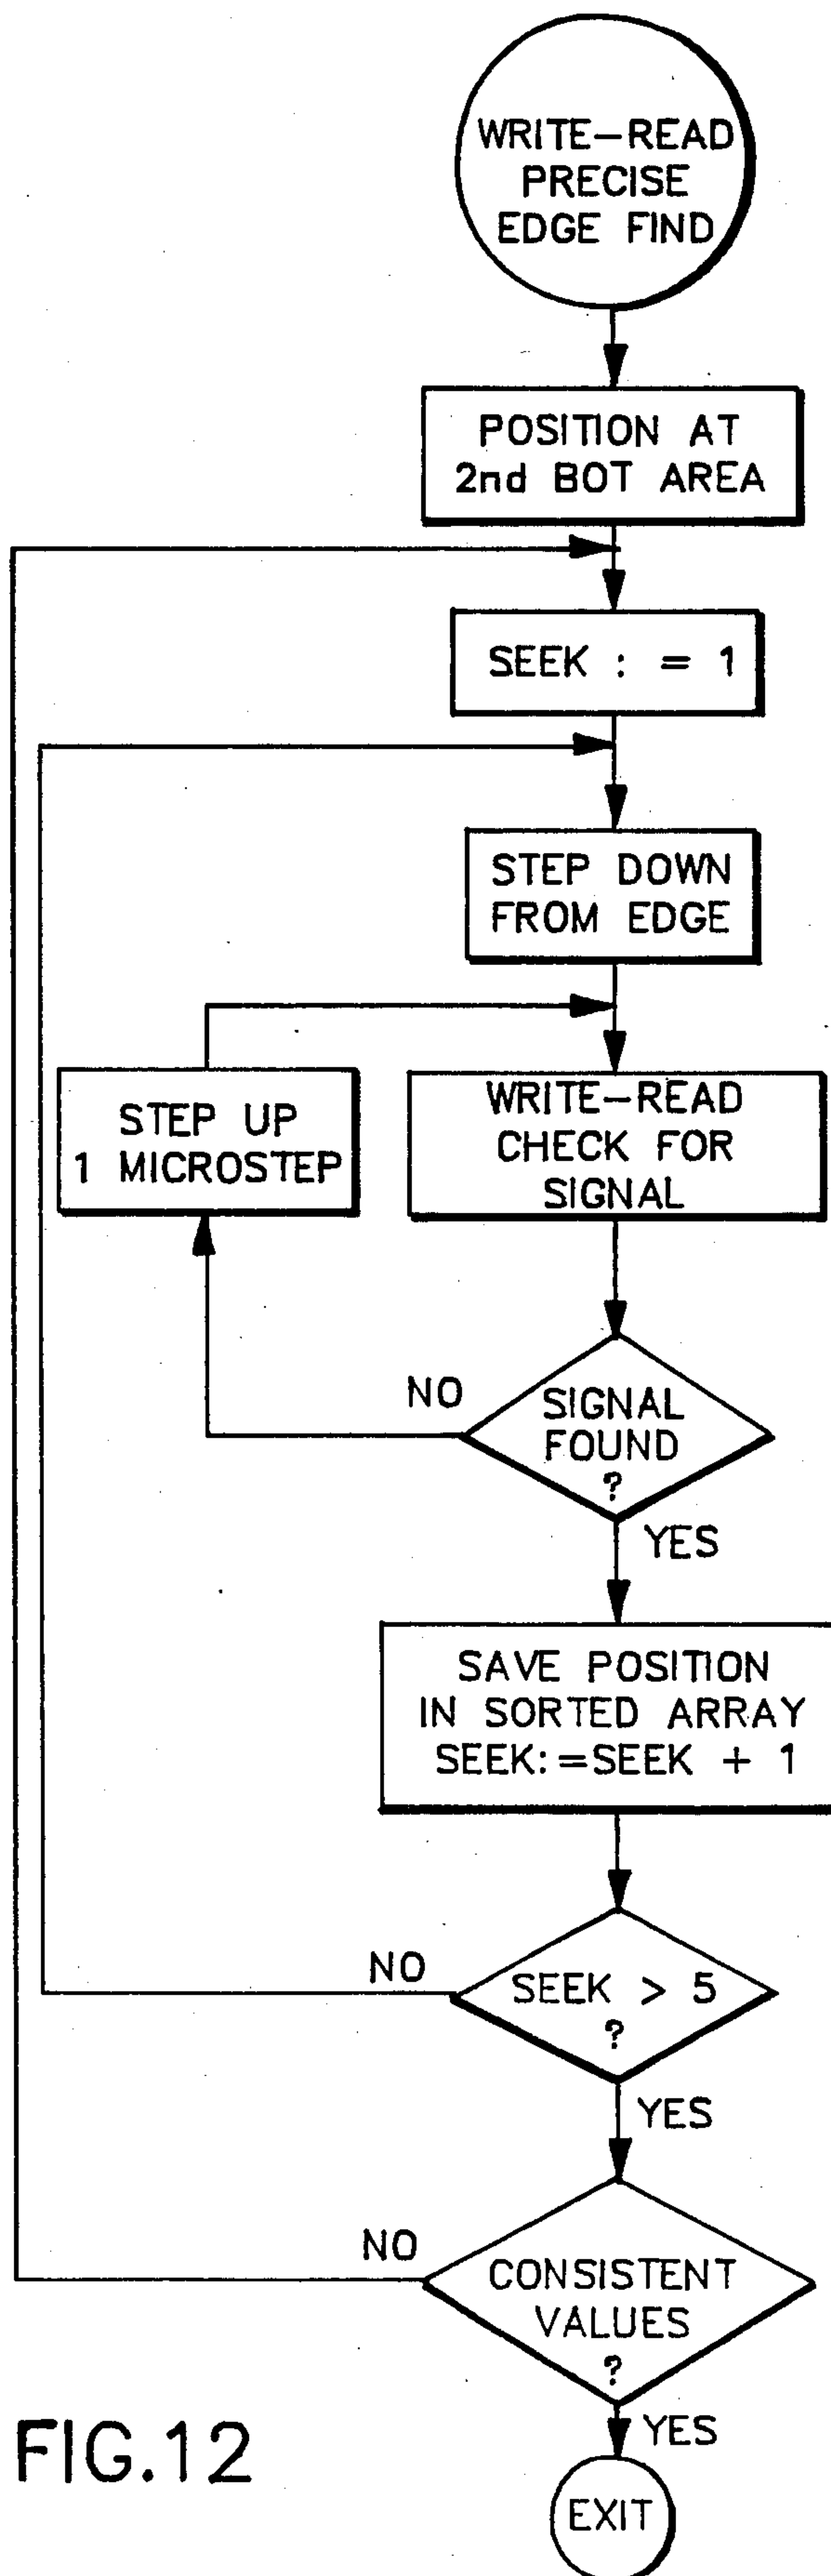 WRITE-READ
PRECISE
EDGE FIND
POSITION AT
2nd BOT AREA
SEEK : = 1
STEP DOWN
FROM EDGE
STEP UP
1 MICROSTEP
WRITE-READ
CHECK FOR
SIGNAL
NO
SIGNAL
FOUND
?
YES
SAVE POSITION
IN SORTED ARRAY
SEEK:=SEEK + 1
NO
SEEK > 5
?
YES
NO
CONSISTENT
VALUES
?
YES
EXIT
FIG.12